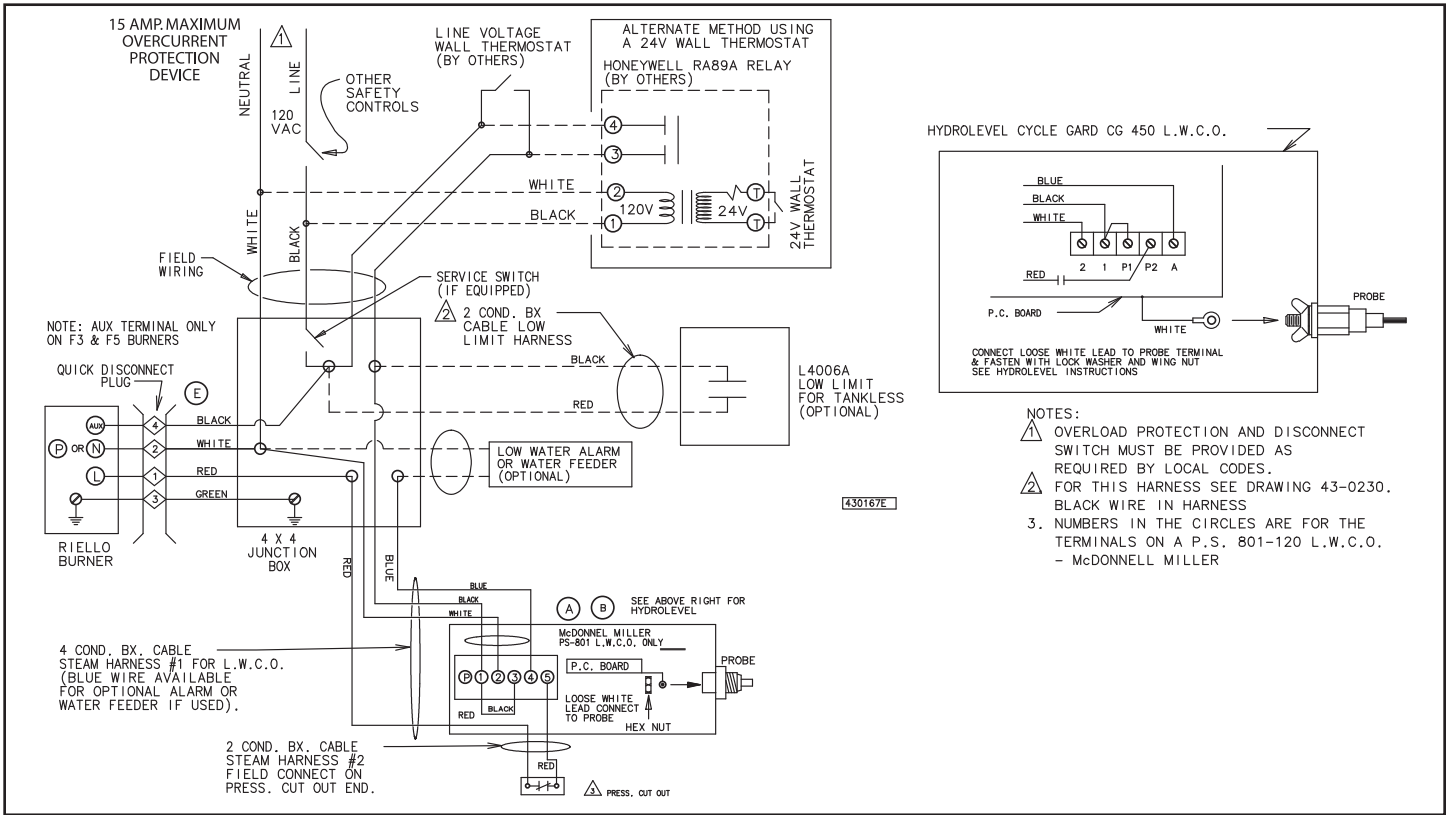 15 AMP. MAXIMUM
OVERCURRENT
PROTECTION
DEVICE
NEUTRAL
LINE
1
120
VAC
OTHER
SAFETY
CONTROLS
LINE VOLTAGE
WALL THERMOSTAT
(BY OTHERS)
ALTERNATE METHOD USING
A 24V WALL THERMOSTAT
HONEYWELL RA89A RELAY
(BY OTHERS)
4
3
2
1
120V
24V
T
T
24V WALL
THERMOSTAT
WHITE
BLACK
WHITE
BLACK
FIELD
WIRING
SERVICE SWITCH
(IF EQUIPPED)
2
2 COND. BX
CABLE LOW
LIMIT HARNESS
NOTE: AUX TERMINAL ONLY
ON F3 & F5 BURNERS
QUICK DISCONNECT
PLUG
E
AUX
P OR N
L
4
2
1
3
BLACK
WHITE
RED
GREEN
RIELLO
BURNER
4 X 4
JUNCTION
BOX
BLACK
RED
L4006A
LOW LIMIT
FOR TANKLESS
(OPTIONAL)
LOW WATER ALARM
OR WATER FEEDER
(OPTIONAL)
430167E
RED
BLUE
BLUE
BLACK
WHITE
A
B
SEE ABOVE RIGHT FOR
HYDROLEVEL
McDONNEL MILLER
PS-801 L.W.C.O. ONLY
P 1 2 3 4 5
P.C. BOARD
PROBE
LOOSE WHITE
LEAD CONNECT
TO PROBE
HEX NUT
RED
BLACK
RED
3
PRESS. CUT OUT
4 COND. BX. CABLE
STEAM HARNESS #1 FOR L.W.C.O.
(BLUE WIRE AVAILABLE
FOR OPTIONAL ALARM OR
WATER FEEDER IF USED).
2 COND. BX. CABLE
STEAM HARNESS #2
FIELD CONNECT ON
PRESS. CUT OUT END.
HYDROLEVEL CYCLE GARD CG 450 L.W.C.O.
BLUE
BLACK
WHITE
2 1 P1 P2 A
RED
P.C. BOARD
WHITE
PROBE
CONNECT LOOSE WHITE LEAD TO PROBE TERMINAL
& FASTEN WITH LOCK WASHER AND WING NUT
SEE HYDROLEVEL INSTRUCTIONS
NOTES:
1 OVERLOAD PROTECTION AND DISCONNECT
SWITCH MUST BE PROVIDED AS
REQUIRED BY LOCAL CODES.
2 FOR THIS HARNESS SEE DRAWING 43-0230.
BLACK WIRE IN HARNESS
3. NUMBERS IN THE CIRCLES ARE FOR THE
TERMINALS ON A P.S. 801-120 L.W.C.O.
- McDONNELL MILLER